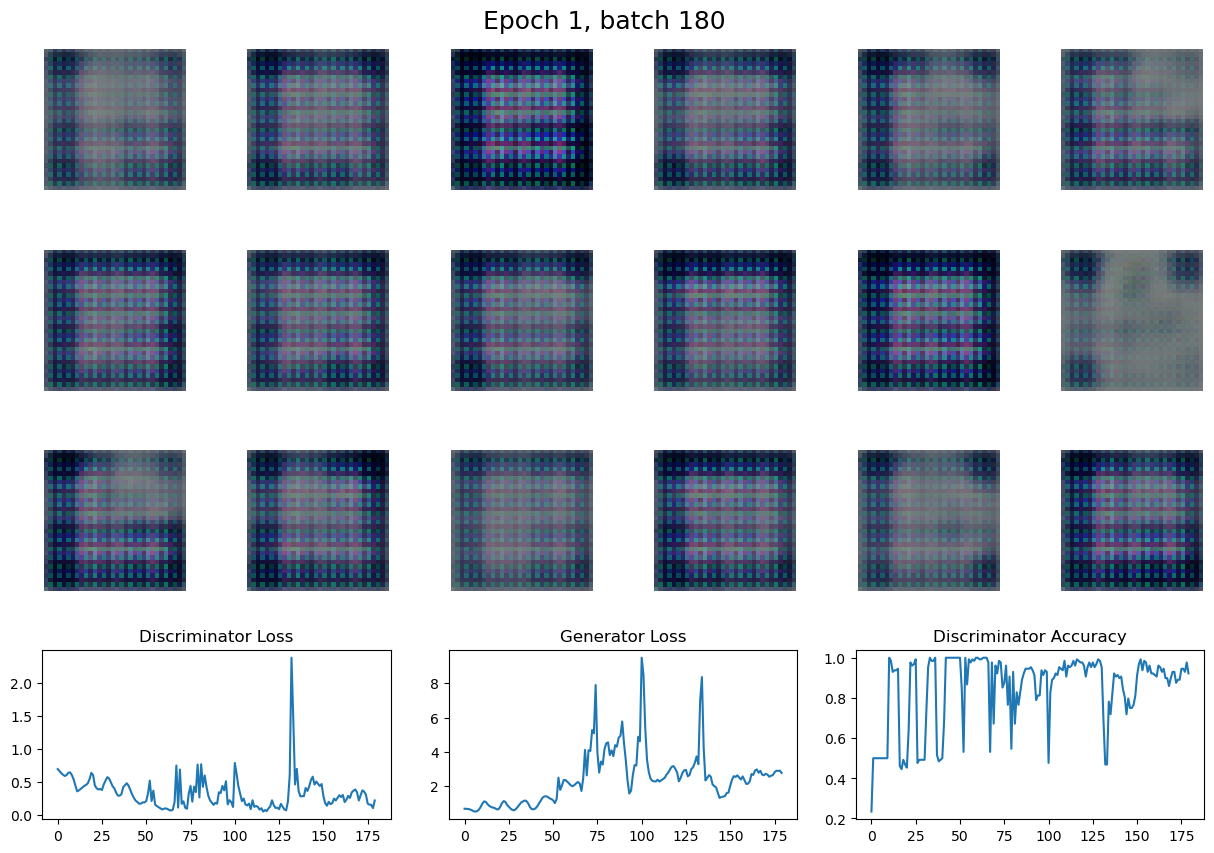 Epoch 1, batch 180
Discriminator Loss
Generator Loss
Discriminator Accuracy
2.0
1.5
1.0
0.5
0.0
0 25 50 75 100 125 150 175
8
6
4
2
0 25 50 75 100 125 150 175
1.0
0.8
0.6
0.4
0.2
0 25 50 75 100 125 150 175